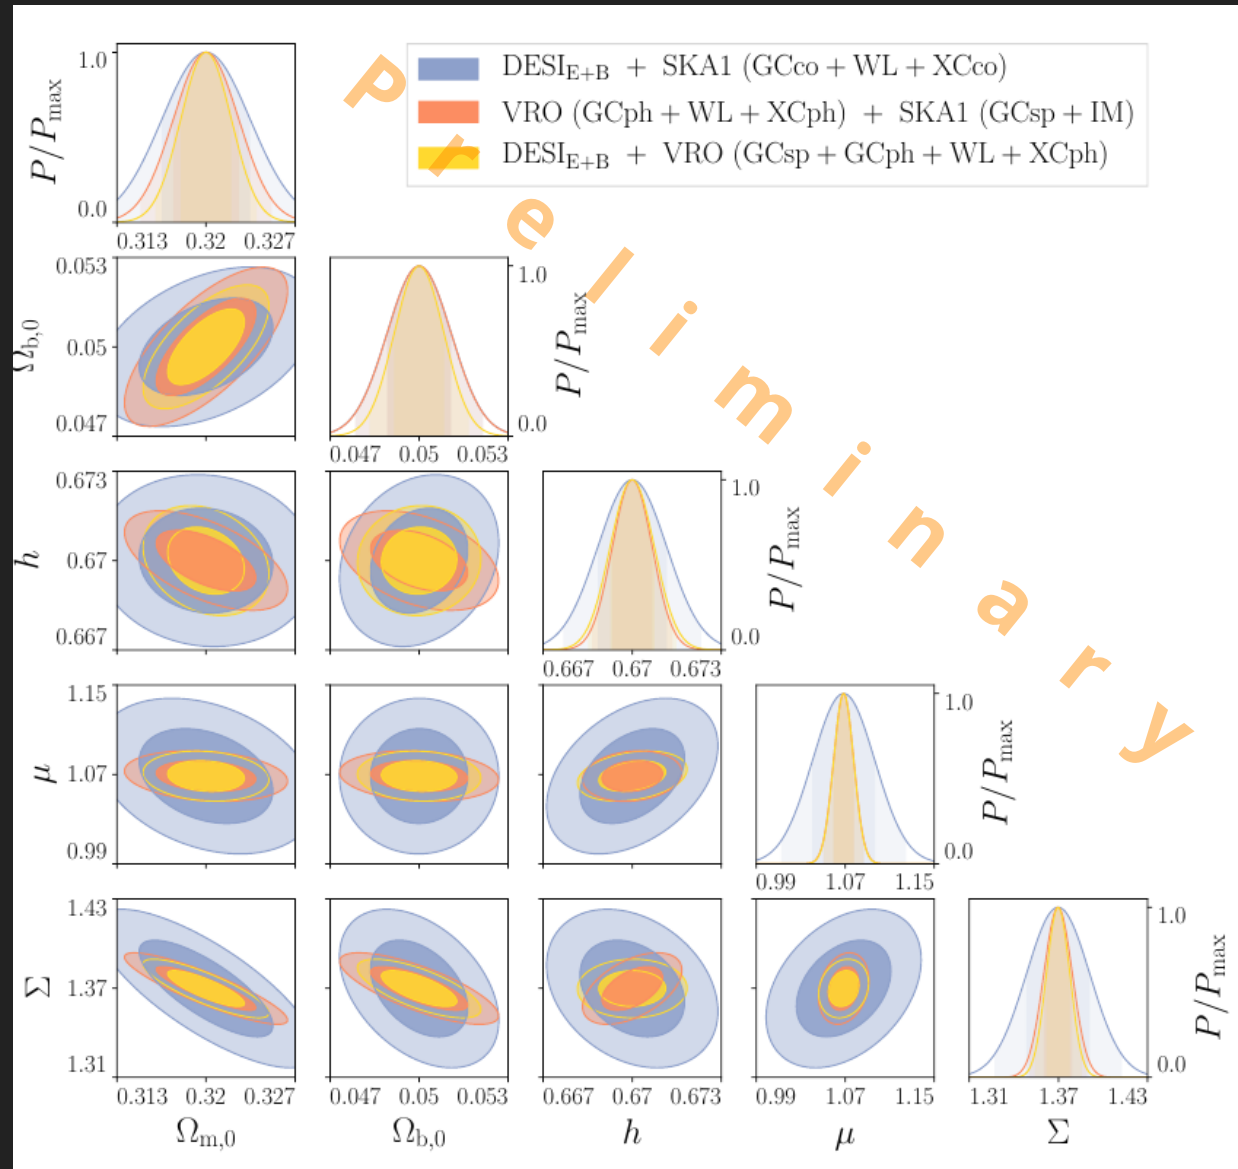 DESI_E+B + SKA1 (GCco + WL + XCco)
VRO (GCph + WL + XCph) + SKA1 (GCsp + IM)
DESI_E+B + VRO (GCsp + GCph + WL + XCph)
Preliminary
1.0
P/P_max
0.0
0.313 0.32 0.327
0.053
Ω_b,0
0.05
0.047
1.0
P/P_max
0.0
0.047 0.05 0.053
0.673
h
0.67
0.667
1.0
P/P_max
0.0
0.667 0.67 0.673
1.15
μ
1.07
0.99
1.0
P/P_max
0.0
0.99 1.07 1.15
1.43
Σ
1.37
1.31
1.0
P/P_max
0.0
0.313 0.32 0.327 0.047 0.05 0.053 0.667 0.67 0.673 0.99 1.07 1.15 1.31 1.37 1.43
Ω_m,0 Ω_b,0 h μ Σ